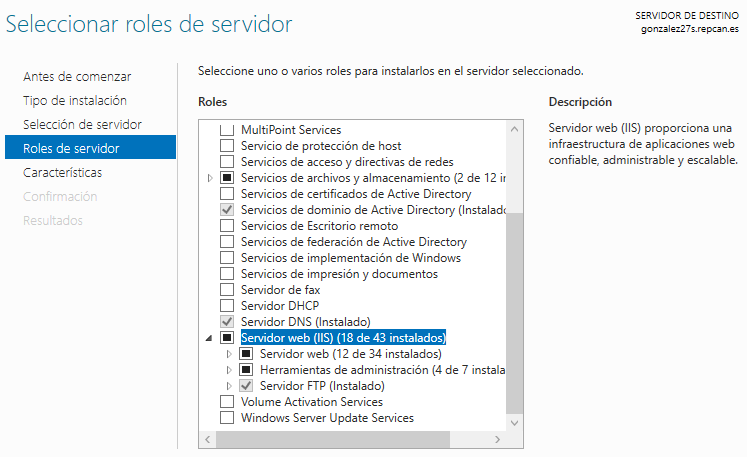 Seleccionar roles de servidor
SERVIDOR DE DESTINO
gonzalez27s.repcan.es
Antes de comenzar
Tipo de instalación
Selección de servidor
Roles de servidor
Características
Confirmación
Resultados
Seleccione uno o varios roles para instalarlos en el servidor seleccionado.
Roles
MultiPoint Services
Servicio de protección de host
Servicios de acceso y directivas de redes
Servicios de archivos y almacenamiento (2 de 12 in
Servicios de certificados de Active Directory
Servicios de dominio de Active Directory (Instalado
Servicios de Escritorio remoto
Servicios de federación de Active Directory
Servicios de implementación de Windows
Servicios de impresión y documentos
Servidor de fax
Servidor DHCP
Servidor DNS (Instalado)
Servidor web (IIS) (18 de 43 instalados)
Servidor web (12 de 34 instalados)
Herramientas de administración (4 de 7 instala
Servidor FTP (Instalado)
Volume Activation Services
Windows Server Update Services
Descripción
Servidor web (IIS) proporciona una
infraestructura de aplicaciones web
confiable, administrable y escalable.